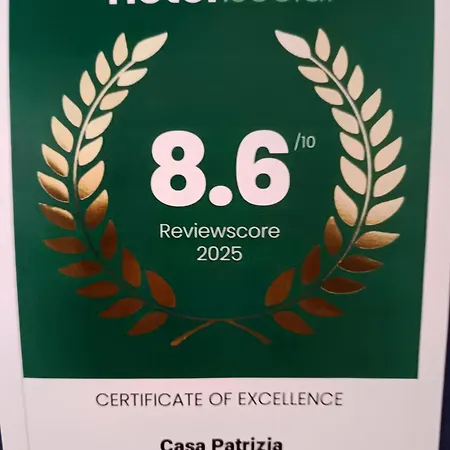 8.6/10
Reviewscore
2025
CERTIFICATE OF EXCELLENCE
Casa Patrizia